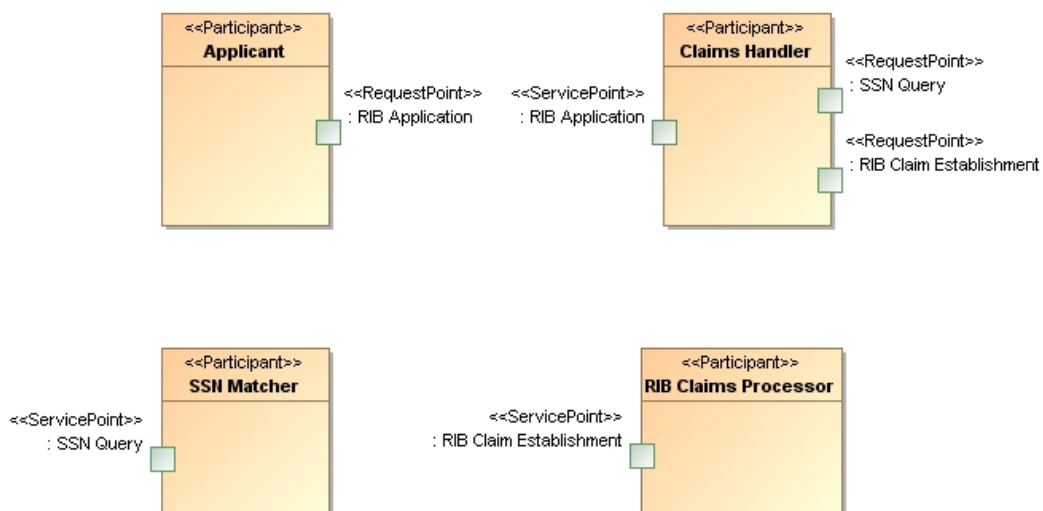 <<Participant>>
Applicant
<<RequestPoint>>
: RIB Application
<<Participant>>
Claims Handler
<<ServicePoint>>
: RIB Application
<<RequestPoint>>
: SSN Query
<<RequestPoint>>
: RIB Claim Establishment
<<Participant>>
SSN Matcher
<<ServicePoint>>
: SSN Query
<<Participant>>
RIB Claims Processor
<<ServicePoint>>
: RIB Claim Establishment